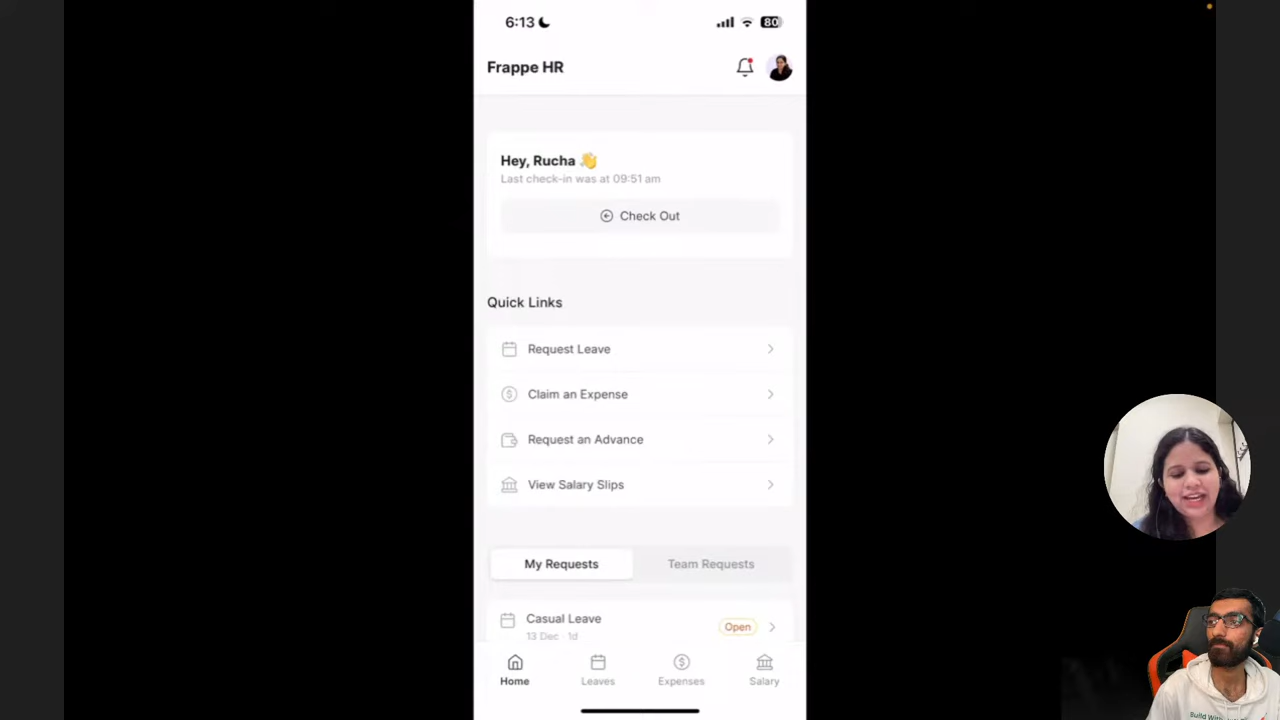 6:13
80
Frappe HR
Hey, Rucha 👋
Last check-in was at 09:51 am
Check Out
Quick Links
Request Leave
Claim an Expense
Request an Advance
View Salary Slips
My Requests
Team Requests
Casual Leave
13 Dec · 1d
Open
Home
Leaves
Expenses
Salary
Build With